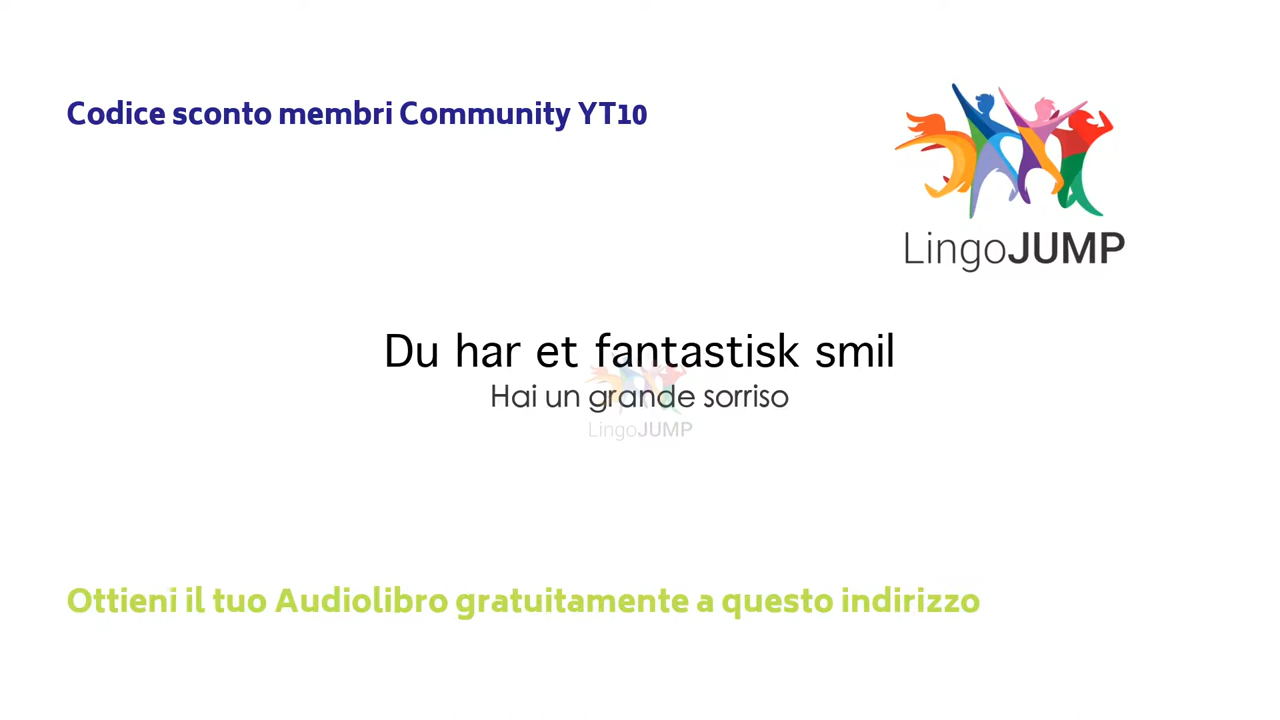 Codice sconto membri Community YT10
LingoJUMP
Du har et fantastisk smil
Hai un grande sorriso
LingoJUMP
Ottieni il tuo Audiolibro gratuitamente a questo indirizzo